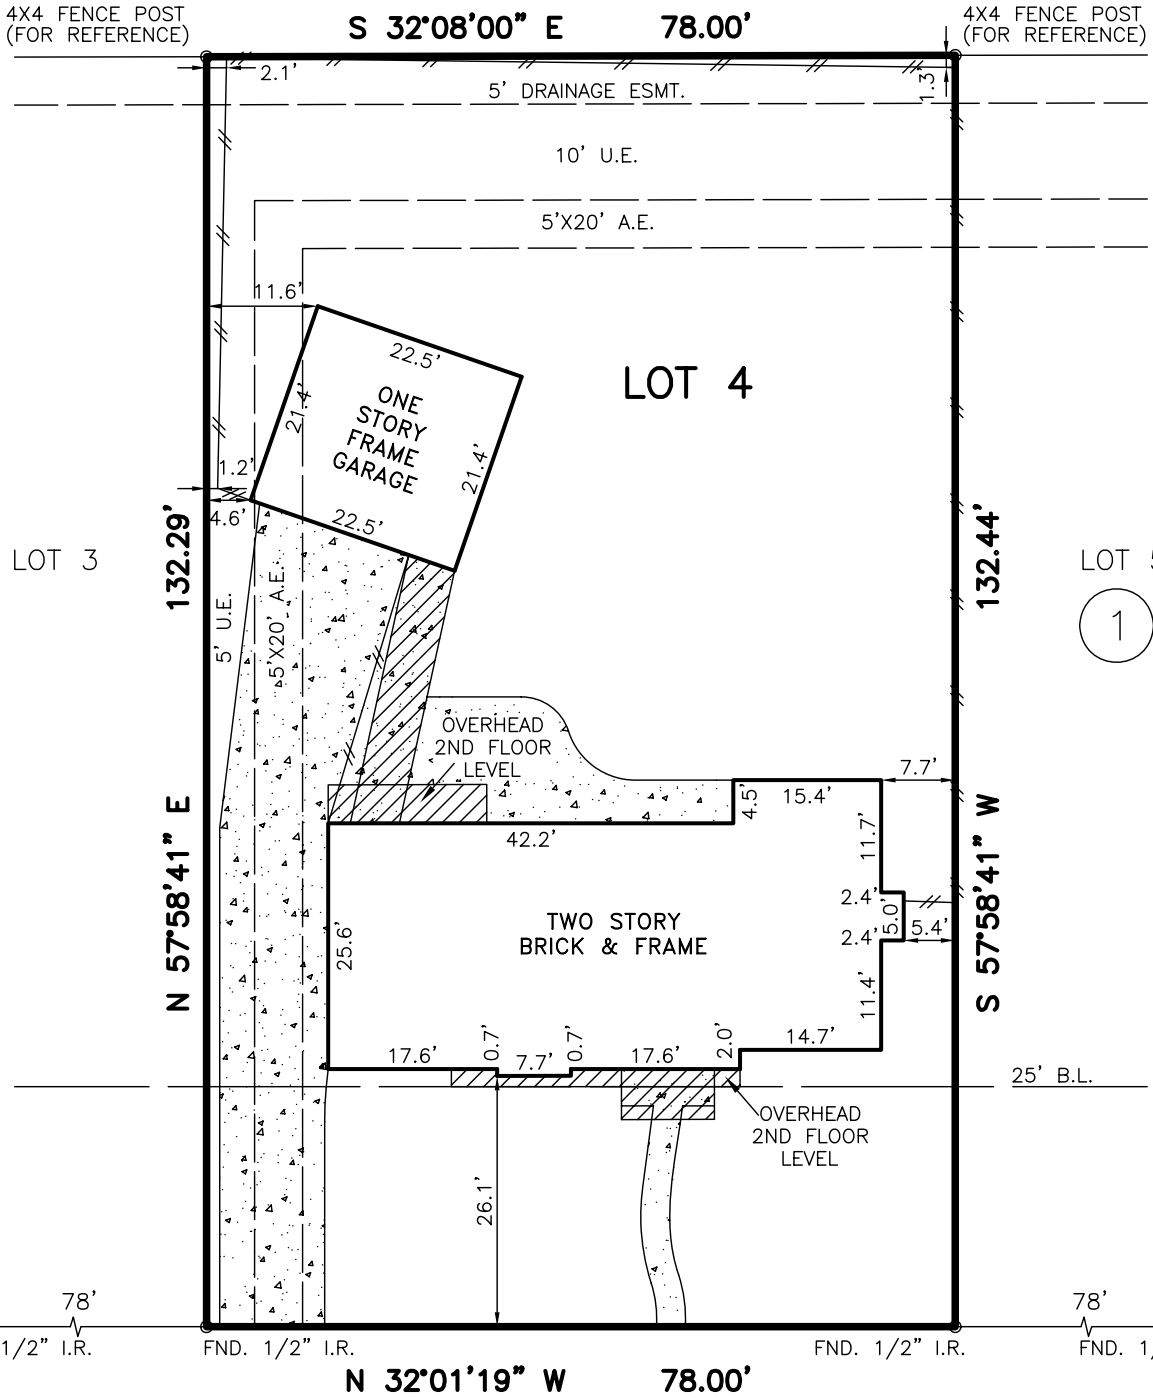 4X4 FENCE POST
(FOR REFERENCE)
S 32°08'00" E 78.00'
4X4 FENCE POST
(FOR REFERENCE)
2.1'
1.3'
5' DRAINAGE ESMT.
10' U.E.
5'X20' A.E.
11.6'
22.5'
LOT 4
21.4'
ONE
STORY
FRAME
GARAGE
21.4'
1.2'
4.6'
22.5'
132.29'
132.44'
LOT 3
LOT 5
1
5' U.E.
5'X20' A.E.
OVERHEAD
2ND FLOOR
LEVEL
7.7'
4.5'
15.4'
42.2'
11.7'
N 57°58'41" E
S 57°58'41" W
2.4'
5.0'
5.4'
2.4'
25.6'
TWO STORY
BRICK & FRAME
11.4'
17.6'
0.7'
7.7'
0.7'
17.6'
2.0'
14.7'
25' B.L.
OVERHEAD
2ND FLOOR
LEVEL
26.1'
78'
78'
1/2" I.R.
FND. 1/2" I.R.
FND. 1/2" I.R.
FND. 1/
N 32°01'19" W 78.00'